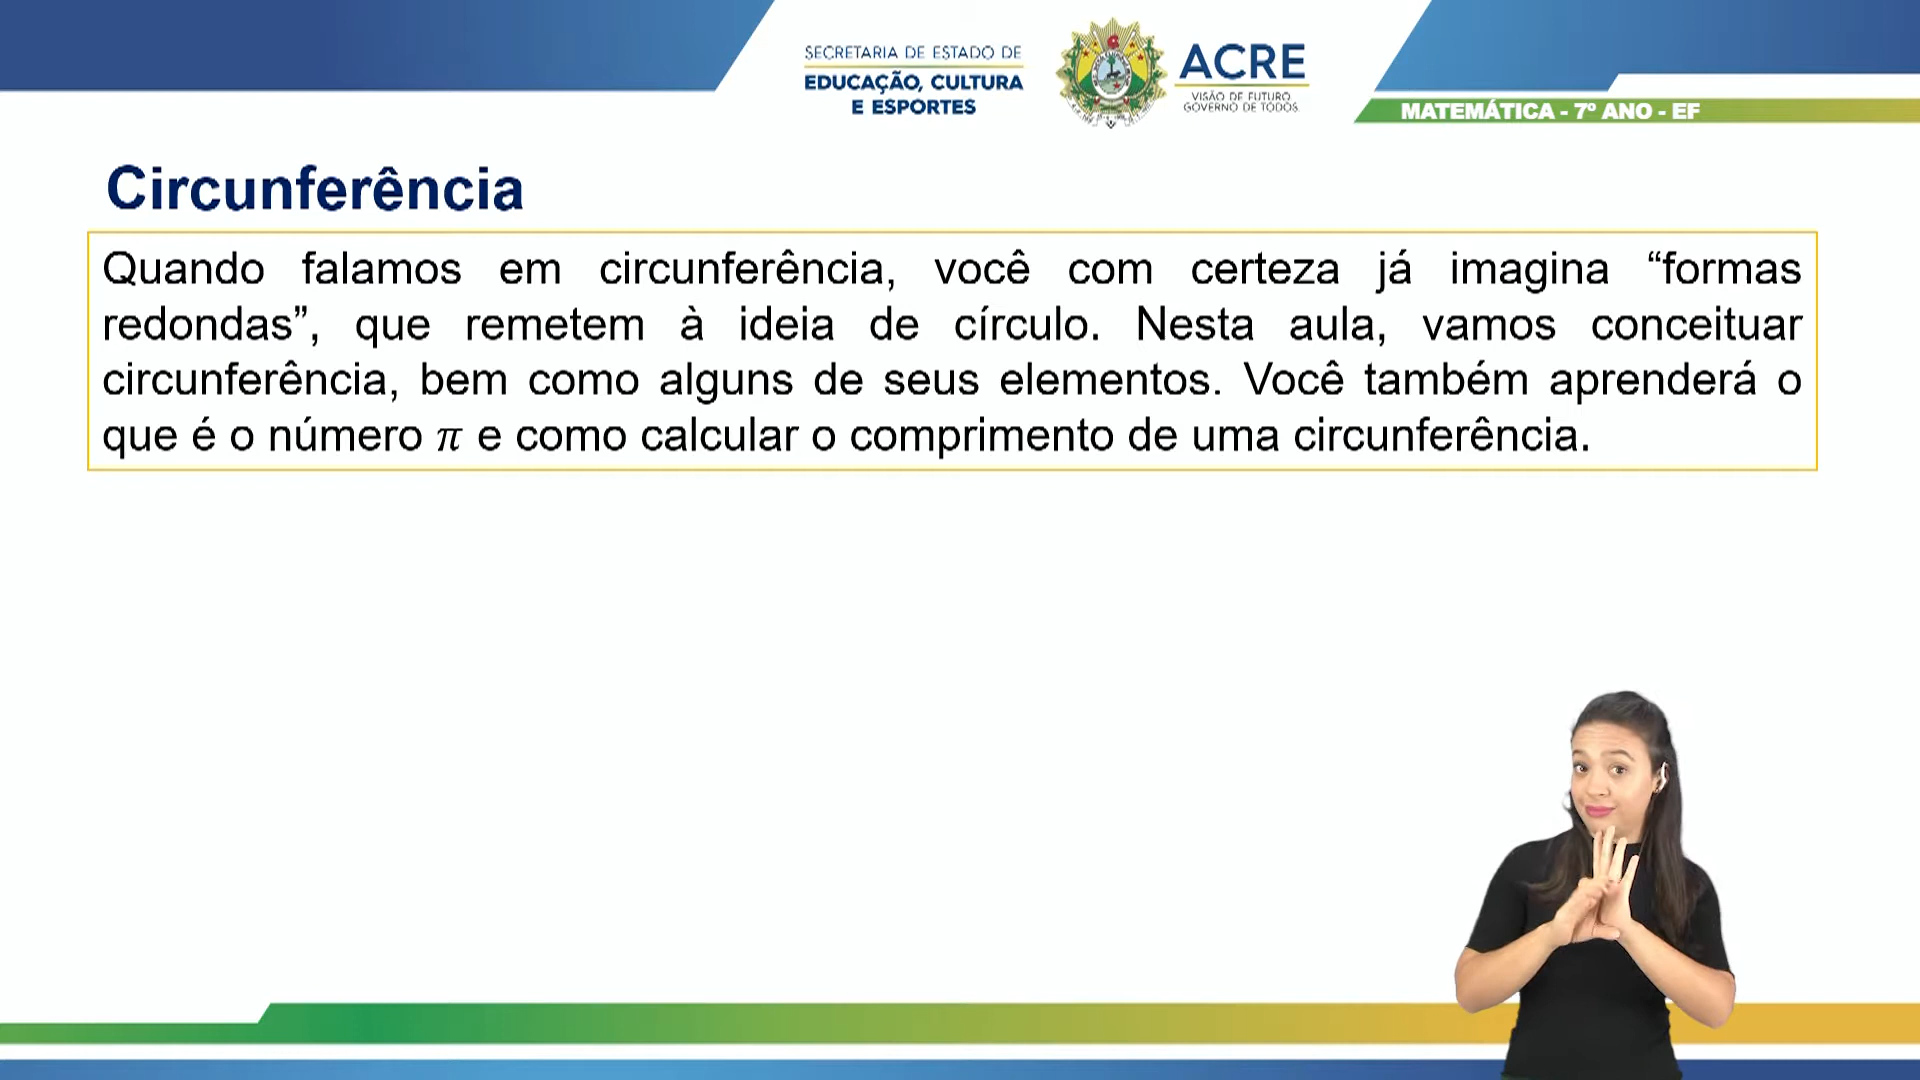 SECRETARIA DE ESTADO DE
EDUCAÇÃO, CULTURA
E ESPORTES
ACRE
VISÃO DE FUTURO
GOVERNO DE TODOS
MATEMÁTICA - 7º ANO - EF
Circunferência
Quando falamos em circunferência, você com certeza já imagina “formas
redondas”, que remetem à ideia de círculo. Nesta aula, vamos conceituar
circunferência, bem como alguns de seus elementos. Você também aprenderá o
que é o número π e como calcular o comprimento de uma circunferência.